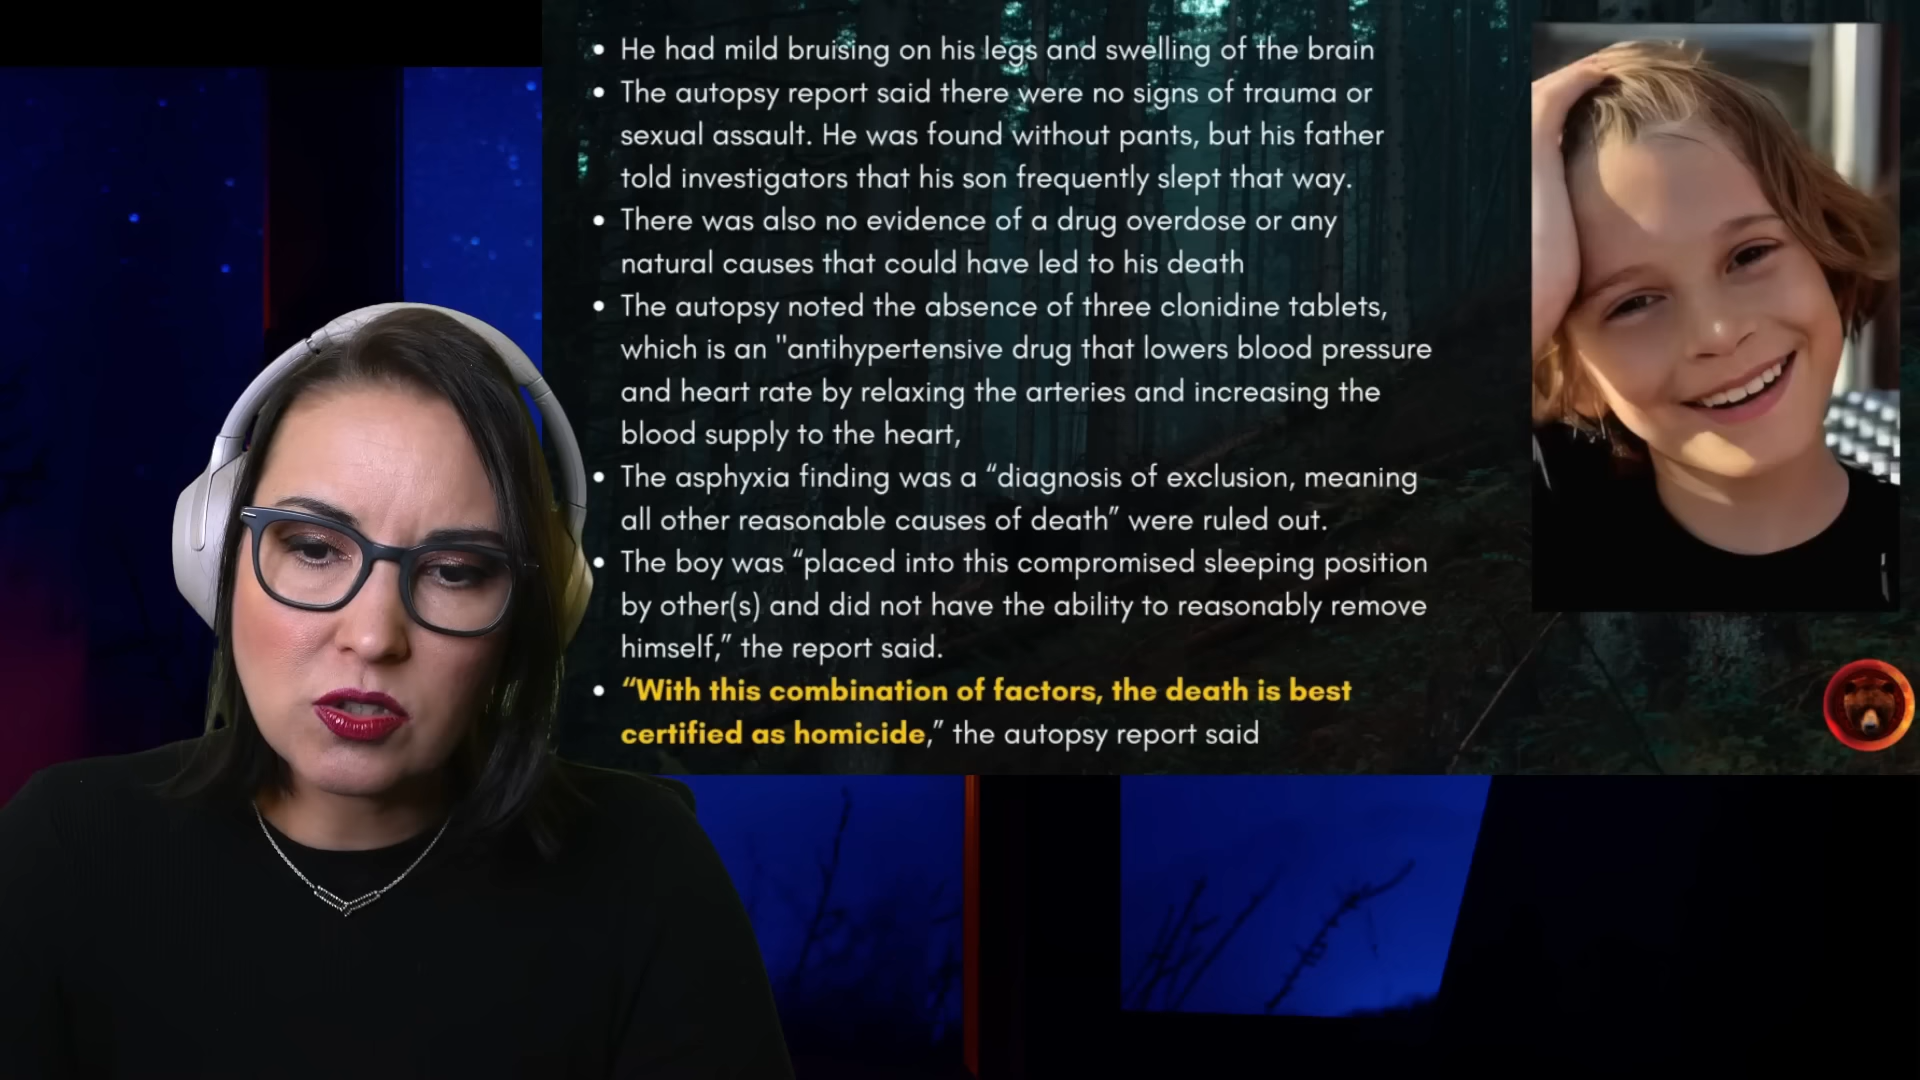 • He had mild bruising on his legs and swelling of the brain
• The autopsy report said there were no signs of trauma or
sexual assault. He was found without pants, but his father
told investigators that his son frequently slept that way.
• There was also no evidence of a drug overdose or any
natural causes that could have led to his death
• The autopsy noted the absence of three clonidine tablets,
which is an "antihypertensive drug that lowers blood pressure
and heart rate by relaxing the arteries and increasing the
blood supply to the heart,
• The asphyxia finding was a “diagnosis of exclusion, meaning
all other reasonable causes of death” were ruled out.
• The boy was “placed into this compromised sleeping position
by other(s) and did not have the ability to reasonably remove
himself,” the report said.
• “With this combination of factors, the death is best
certified as homicide,” the autopsy report said